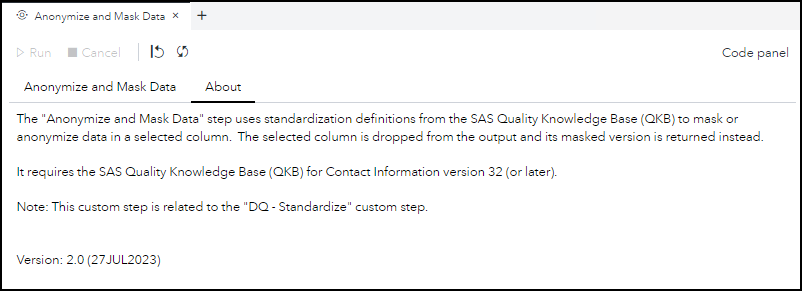 Anonymize and Mask Data × +
Run Cancel Code panel
Anonymize and Mask Data About
The "Anonymize and Mask Data" step uses standardization definitions from the SAS Quality Knowledge Base (QKB) to mask or
anonymize data in a selected column. The selected column is dropped from the output and its masked version is returned instead.
It requires the SAS Quality Knowledge Base (QKB) for Contact Information version 32 (or later).
Note: This custom step is related to the "DQ - Standardize" custom step.
Version: 2.0 (27JUL2023)